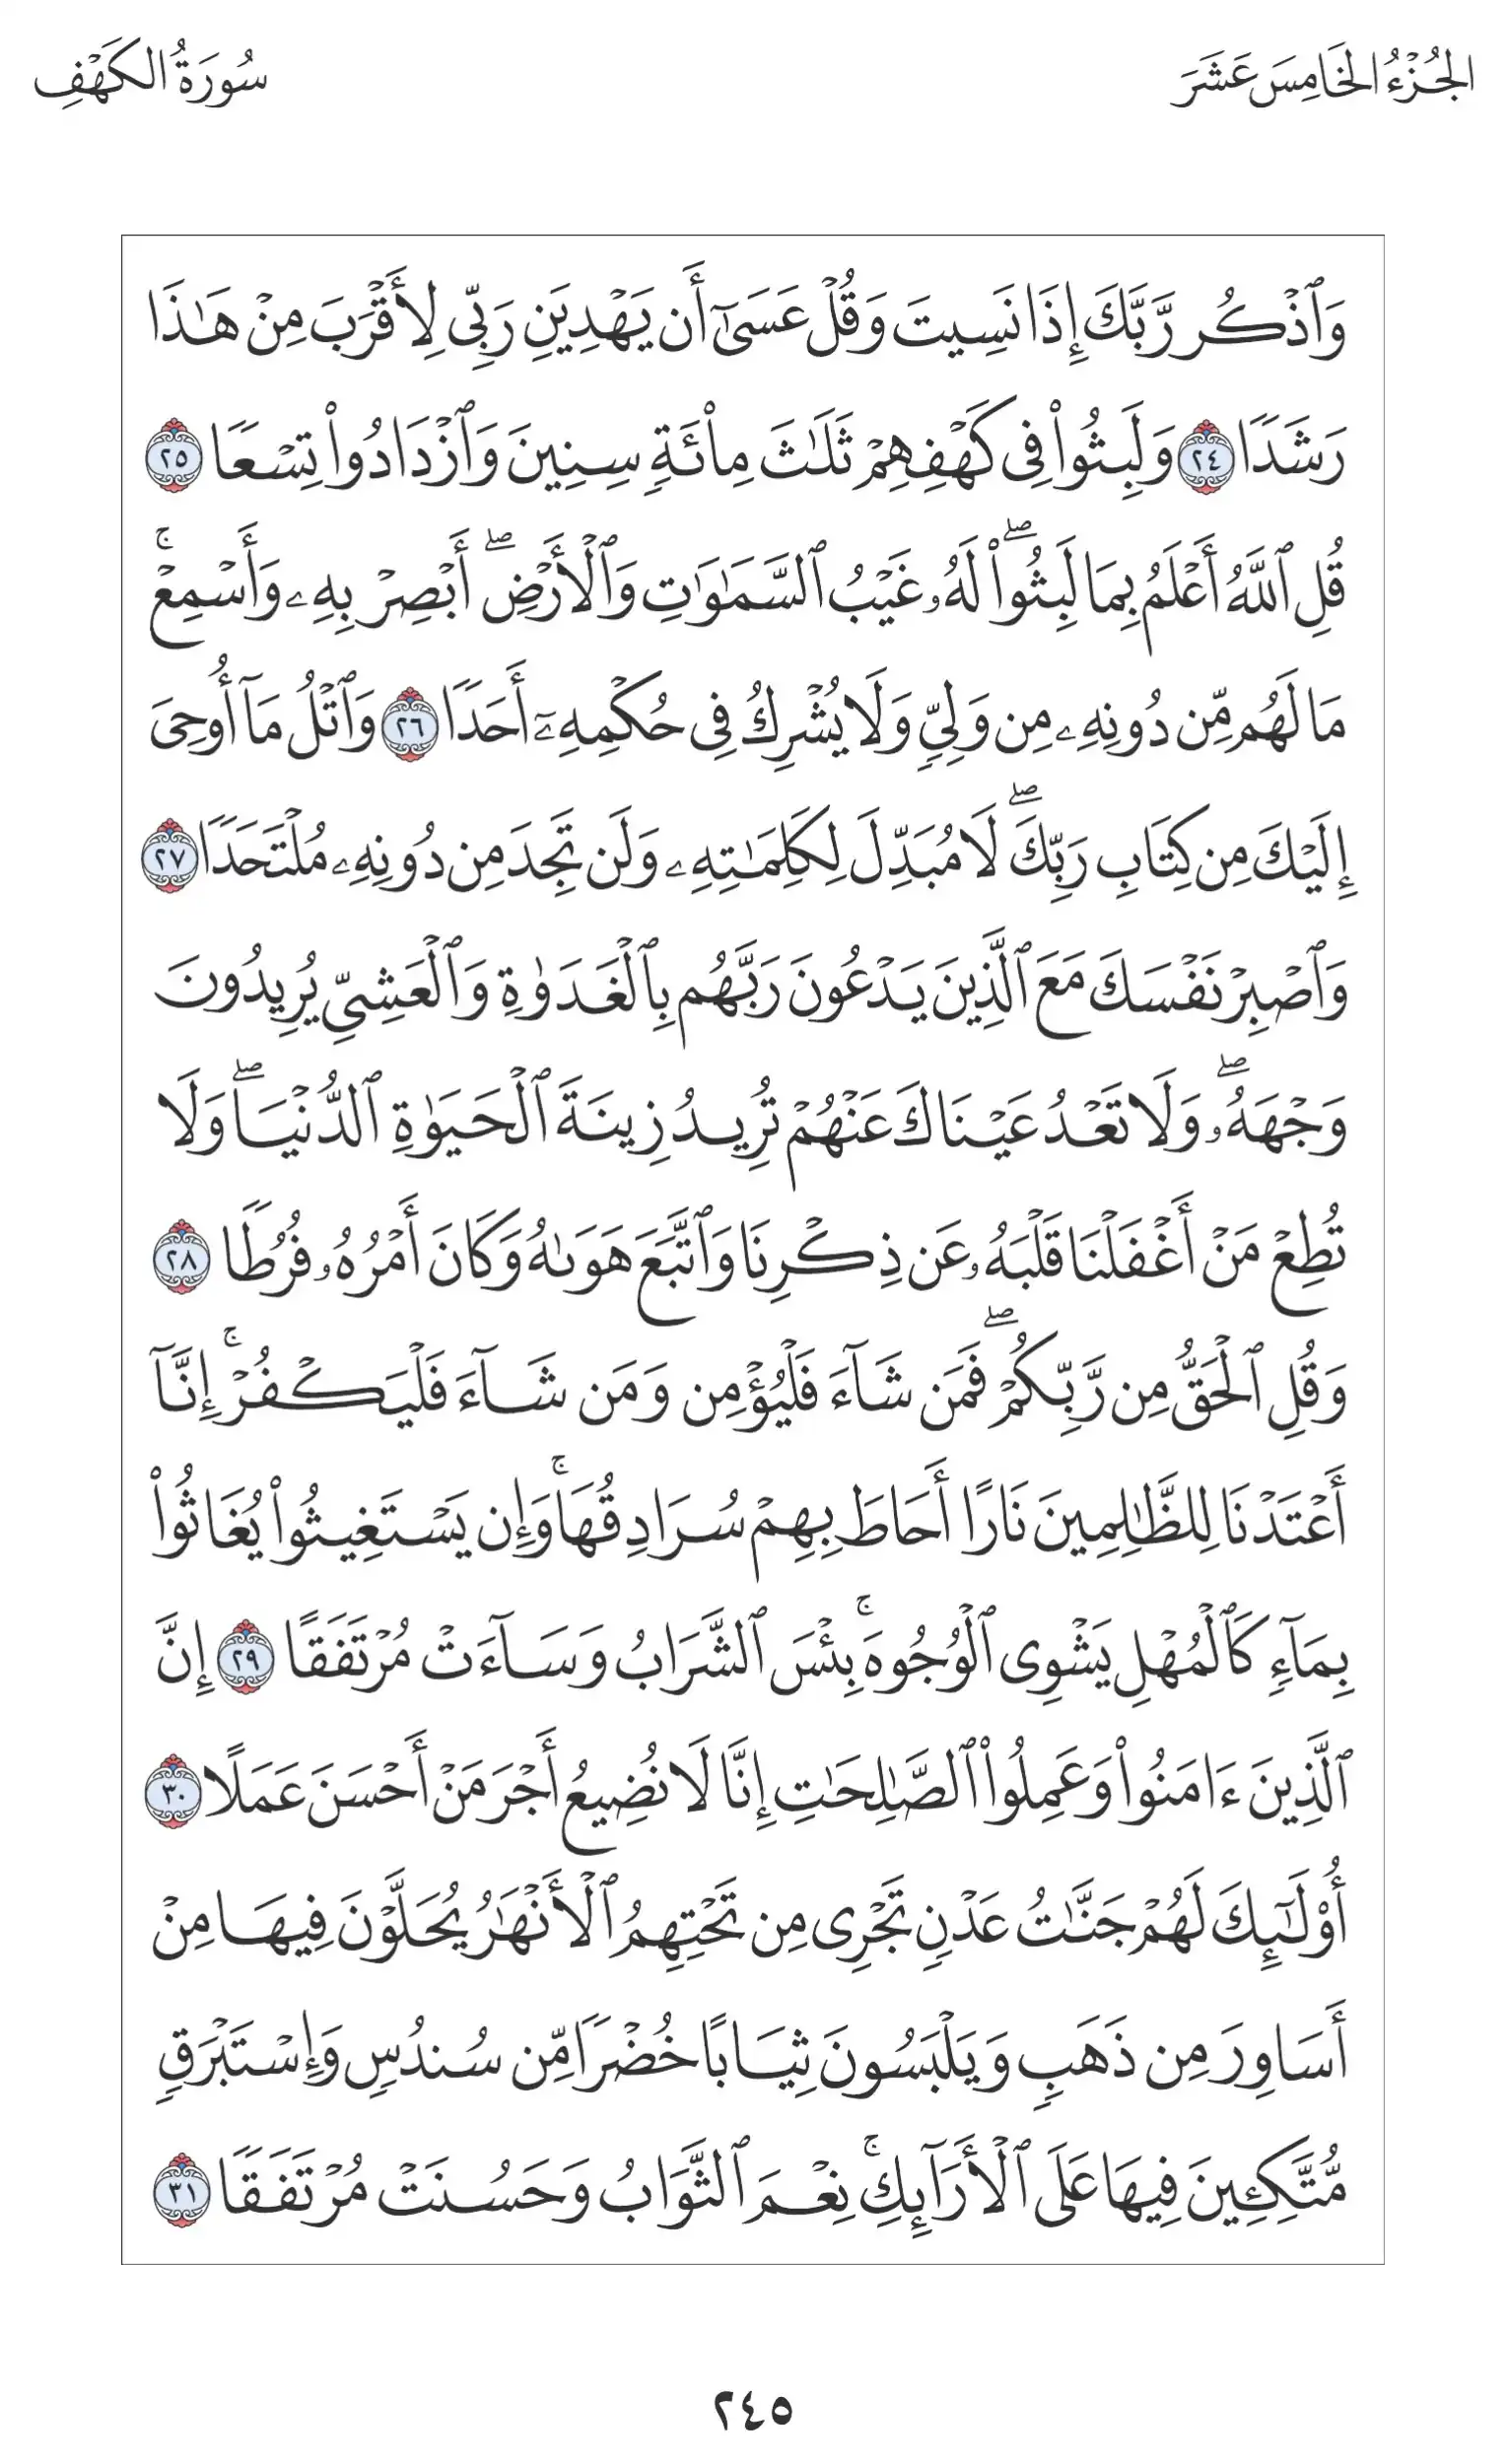 الجُزْءُ الخَامِسَ عَشَرَ
سُورَةُ الكَهْفِ
وَٱذْكُر رَّبَّكَ إِذَا نَسِيتَ وَقُلْ عَسَىٰٓ أَن يَهْدِيَنِ رَبِّى لِأَقْرَبَ مِنْ هَـٰذَا
رَشَدًا ٢٤ وَلَبِثُوا۟ فِى كَهْفِهِمْ ثَلَـٰثَ مِا۟ئَةٍ سِنِينَ وَٱزْدَادُوا۟ تِسْعًا ٢٥
قُلِ ٱللَّهُ أَعْلَمُ بِمَا لَبِثُوا۟ۖ لَهُۥ غَيْبُ ٱلسَّمَـٰوَٰتِ وَٱلْأَرْضِۖ أَبْصِرْ بِهِۦ وَأَسْمِعْۚ
مَا لَهُم مِّن دُونِهِۦ مِن وَلِىٍّ وَلَا يُشْرِكُ فِى حُكْمِهِۦٓ أَحَدًا ٢٦ وَٱتْلُ مَآ أُوحِىَ
إِلَيْكَ مِن كِتَابِ رَبِّكَۖ لَا مُبَدِّلَ لِكَلِمَـٰتِهِۦ وَلَن تَجِدَ مِن دُونِهِۦ مُلْتَحَدًا ٢٧
وَٱصْبِرْ نَفْسَكَ مَعَ ٱلَّذِينَ يَدْعُونَ رَبَّهُم بِٱلْغَدَوٰةِ وَٱلْعَشِىِّ يُرِيدُونَ
وَجْهَهُۥۖ وَلَا تَعْدُ عَيْنَاكَ عَنْهُمْ تُرِيدُ زِينَةَ ٱلْحَيَوٰةِ ٱلدُّنْيَاۖ وَلَا
تُطِعْ مَنْ أَغْفَلْنَا قَلْبَهُۥ عَن ذِكْرِنَا وَٱتَّبَعَ هَوَىٰهُ وَكَانَ أَمْرُهُۥ فُرُطًا ٢٨
وَقُلِ ٱلْحَقُّ مِن رَّبِّكُمْۖ فَمَن شَآءَ فَلْيُؤْمِن وَمَن شَآءَ فَلْيَكْفُرْۚ إِنَّآ
أَعْتَدْنَا لِلظَّـٰلِمِينَ نَارًا أَحَاطَ بِهِمْ سُرَادِقُهَاۚ وَإِن يَسْتَغِيثُوا۟ يُغَاثُوا۟
بِمَآءٍ كَٱلْمُهْلِ يَشْوِى ٱلْوُجُوهَۚ بِئْسَ ٱلشَّرَابُ وَسَآءَتْ مُرْتَفَقًا ٢٩ إِنَّ
ٱلَّذِينَ ءَامَنُوا۟ وَعَمِلُوا۟ ٱلصَّـٰلِحَـٰتِ إِنَّا لَا نُضِيعُ أَجْرَ مَنْ أَحْسَنَ عَمَلًا ٣٠
أُو۟لَـٰٓئِكَ لَهُمْ جَنَّـٰتُ عَدْنٍ تَجْرِى مِن تَحْتِهِمُ ٱلْأَنْهَـٰرُ يُحَلَّوْنَ فِيهَا مِنْ
أَسَاوِرَ مِن ذَهَبٍ وَيَلْبَسُونَ ثِيَابًا خُضْرًا مِّن سُندُسٍ وَإِسْتَبْرَقٍ
مُّتَّكِـِٔينَ فِيهَا عَلَى ٱلْأَرَآئِكِۚ نِعْمَ ٱلثَّوَابُ وَحَسُنَتْ مُرْتَفَقًا ٣١
٢٤٥